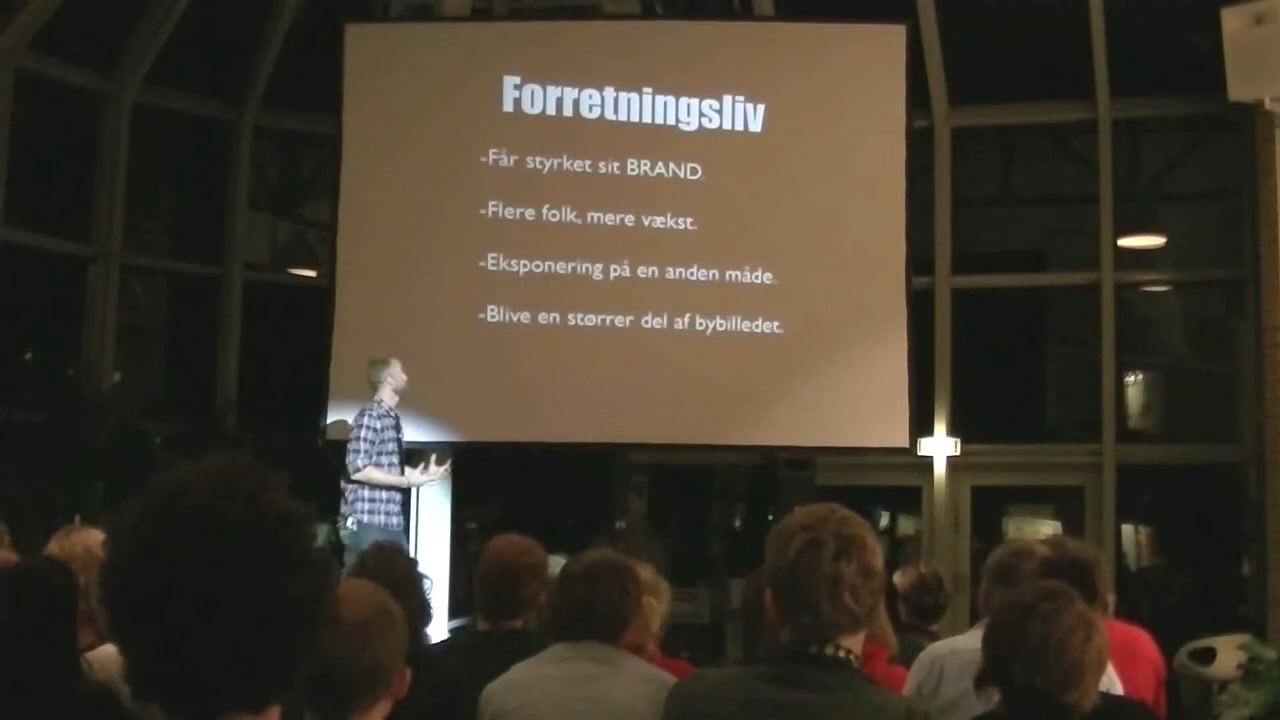 Forretningsliv
-Får styrket sit BRAND.
-Flere folk, mere vækst.
-Eksponering på en anden måde.
-Blive en størrer del af bybilledet.